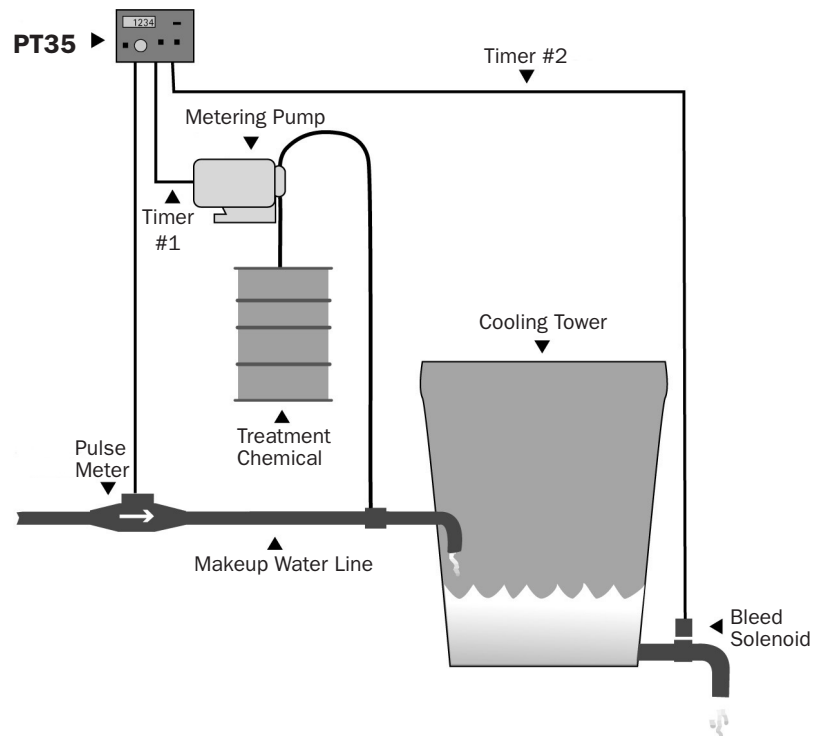 1234
PT35
Timer #2
Metering Pump
Timer
#1
Cooling Tower
Treatment
Chemical
Pulse
Meter
Makeup Water Line
Bleed
Solenoid